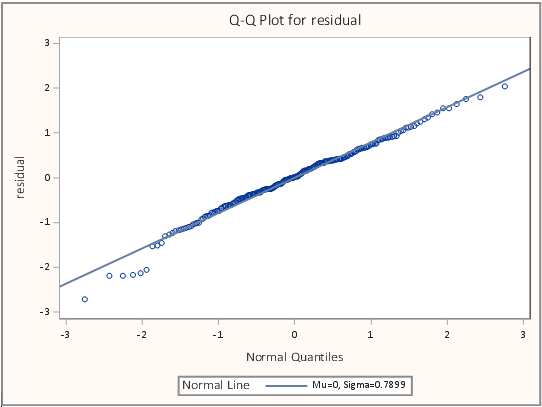 Q-Q Plot for residual
3
2
1
0
-1
-2
-3
residual
-3 -2 -1 0 1 2 3
Normal Quantiles
Normal Line Mu=0, Sigma=0.7899